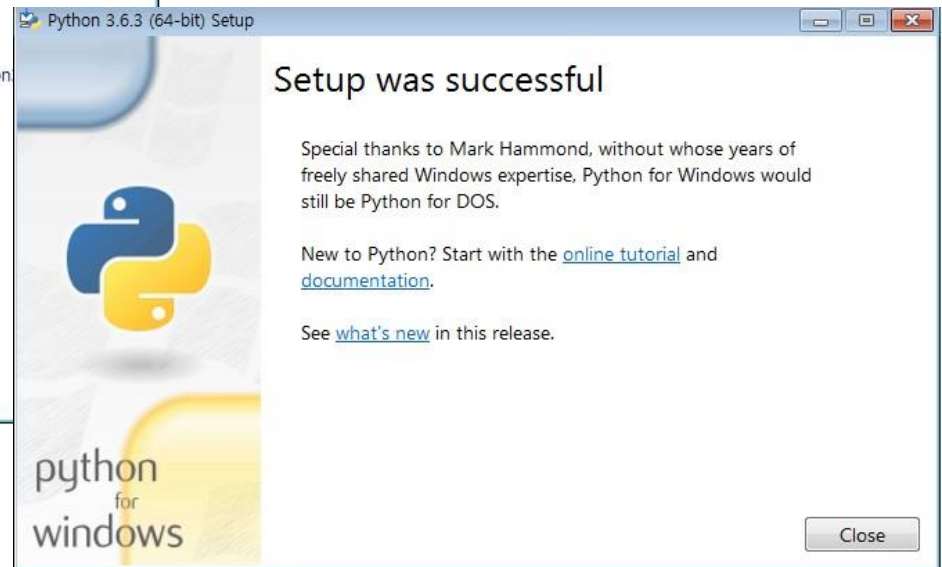 Python 3.6.3 (64-bit) Setup
Setup was successful
Special thanks to Mark Hammond, without whose years of
freely shared Windows expertise, Python for Windows would
still be Python for DOS.
New to Python? Start with the online tutorial and
documentation.
See what's new in this release.
python
for
windows
Close